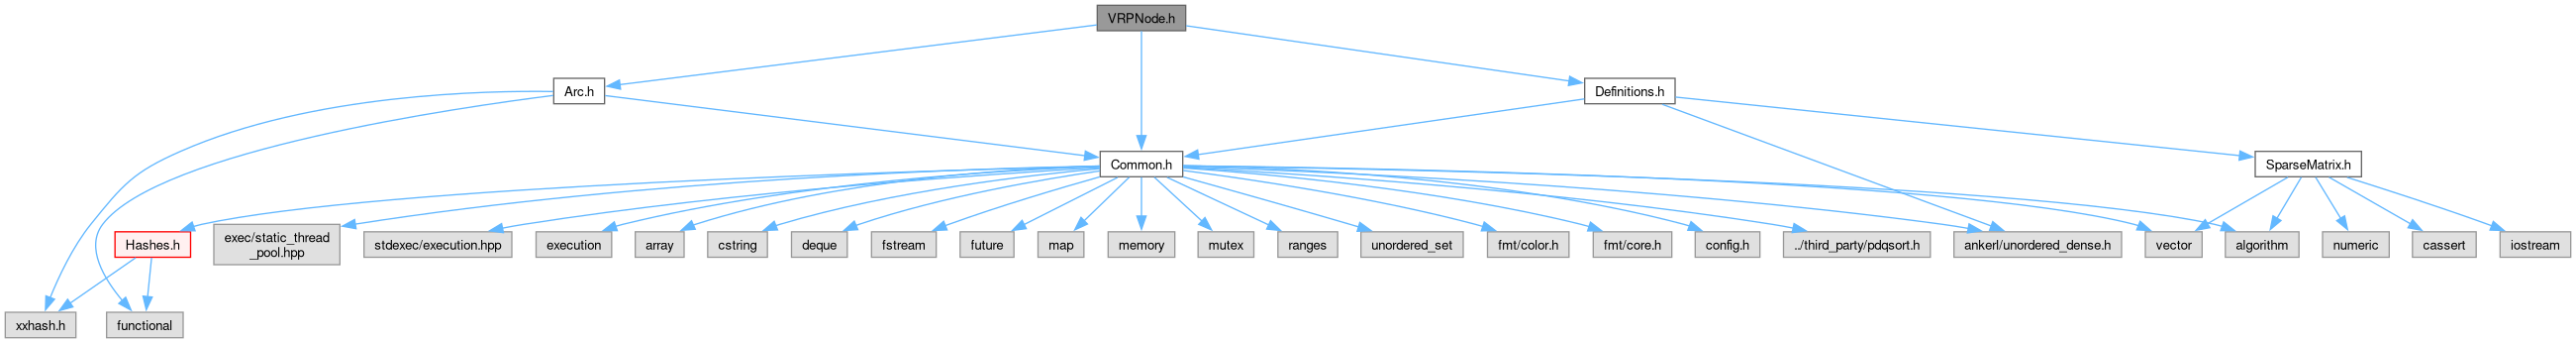 VRPNode.h
Arc.h
Definitions.h
Common.h
SparseMatrix.h
Hashes.h
exec/static_thread
_pool.hpp
stdexec/execution.hpp
execution
array
cstring
deque
fstream
future
map
memory
mutex
ranges
unordered_set
fmt/color.h
fmt/core.h
config.h
../third_party/pdqsort.h
ankerl/unordered_dense.h
vector
algorithm
numeric
cassert
iostream
xxhash.h
functional